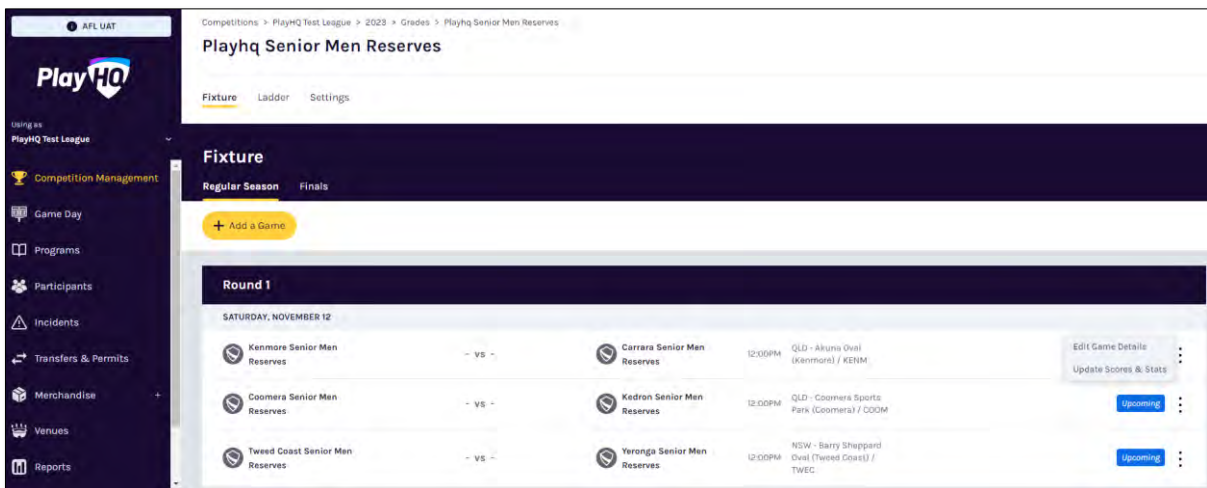 AFL UAT
PlayHQ
Using as
PlayHQ Test League
Competition Management
Game Day
Programs
Participants
Incidents
Transfers & Permits
Merchandise +
Venues
Reports
Competitions > PlayHQ Test League > 2023 > Grades > Playhq Senior Men Reserves
Playhq Senior Men Reserves
Fixture Ladder Settings
Fixture
Regular Season Finals
+ Add a Game
Round 1
SATURDAY, NOVEMBER 12
Kenmore Senior Men
Reserves
- VS -
Carrara Senior Men
Reserves
12:00PM
QLD - Akuna Oval
(Kenmore) / KENM
Edit Game Details
Update Scores & Stats
Coomera Senior Men
Reserves
- VS -
Kedron Senior Men
Reserves
12:00PM
QLD - Coomera Sports
Park (Coomera) / COOM
Upcoming
Tweed Coast Senior Men
Reserves
- VS -
Yeronga Senior Men
Reserves
12:00PM
NSW - Barry Sheppard
Oval (Tweed Coast) /
TWEC
Upcoming